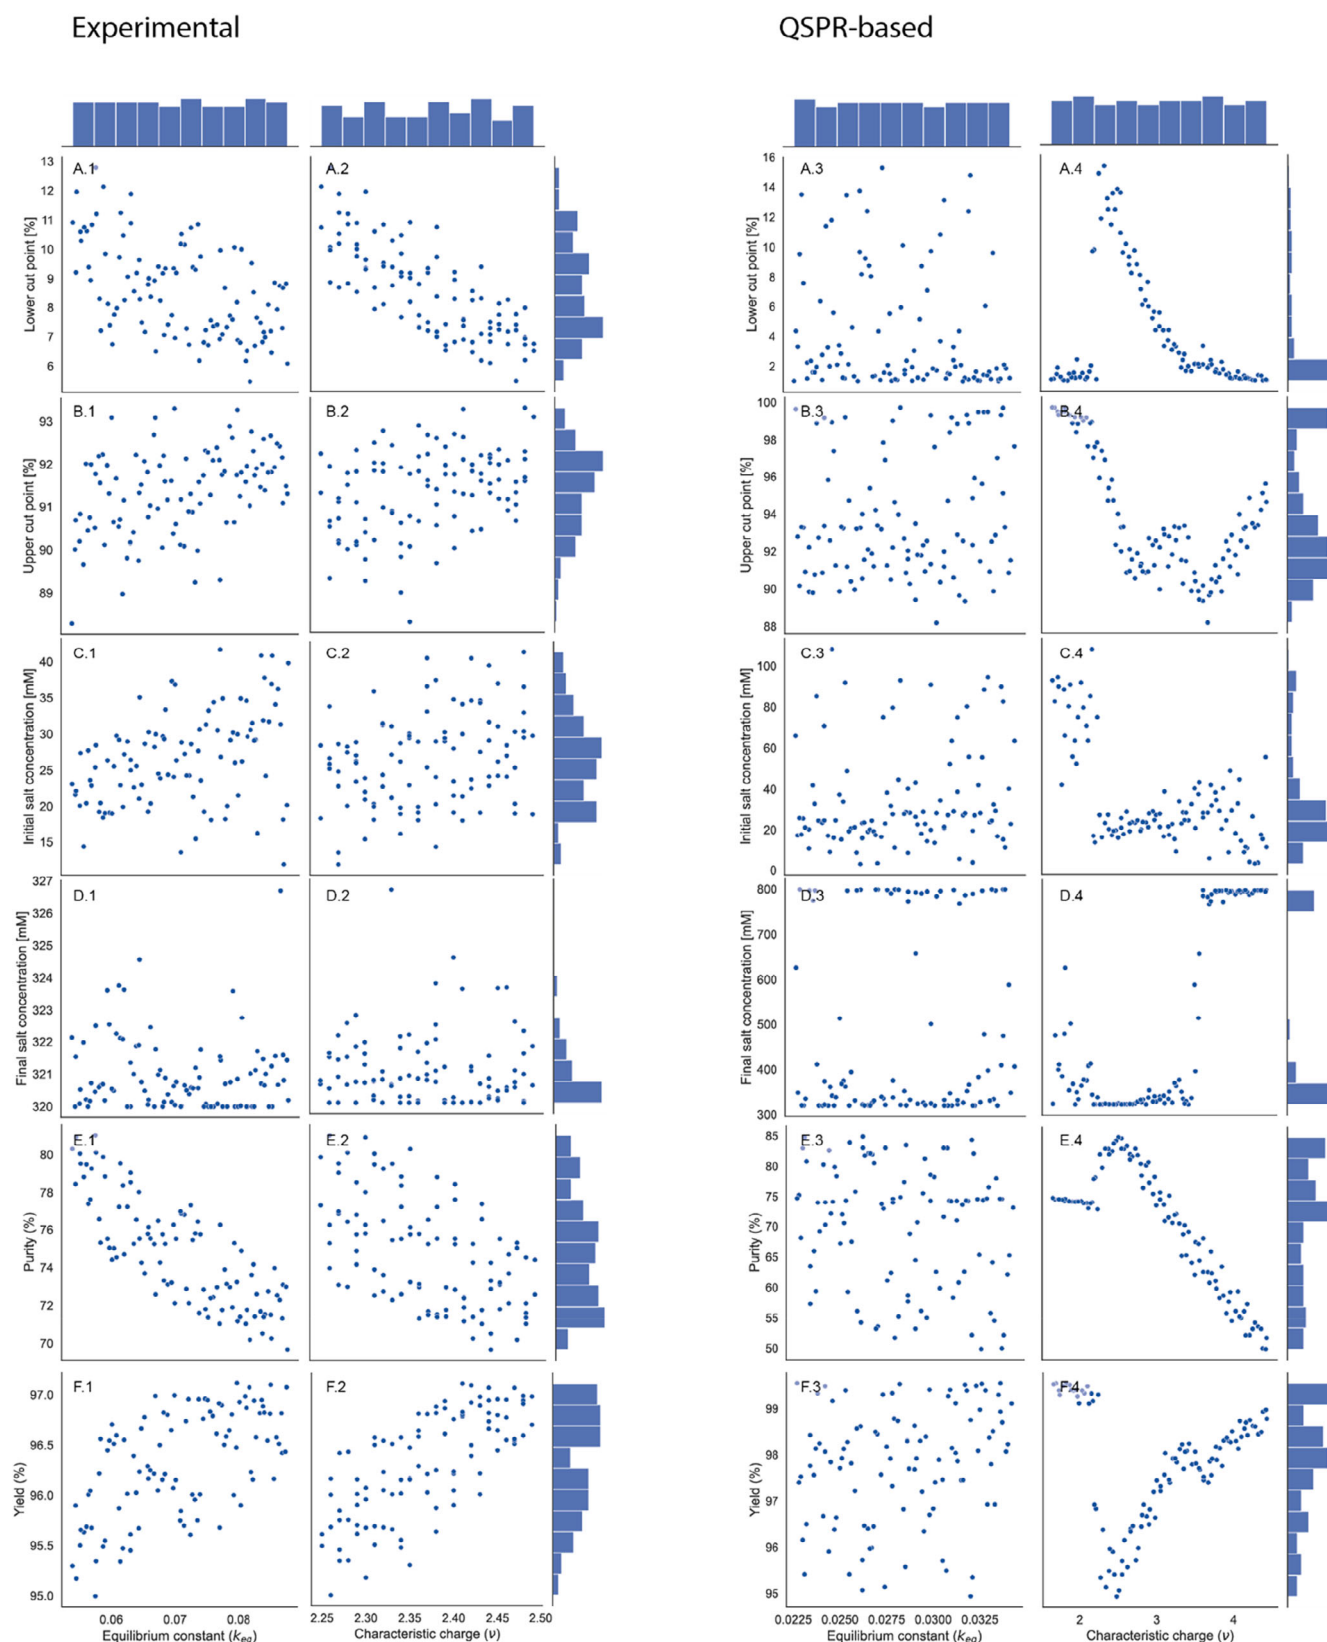 Experimental
QSPR-based
A.1
A.2
A.3
A.4
Lower cut point [%]
13
12
11
10
9
8
7
6
Lower cut point [%]
16
14
12
10
8
6
4
2
B.1
B.2
B.3
B.4
Upper cut point [%]
93
92
91
90
89
Upper cut point [%]
100
98
96
94
92
90
88
C.1
C.2
C.3
C.4
Initial salt concentration [mM]
40
35
30
25
20
15
Initial salt concentration [mM]
100
80
60
40
20
0
D.1
D.2
D.3
D.4
Final salt concentration [mM]
327
326
325
324
323
322
321
320
Final salt concentration [mM]
800
700
600
500
400
300
E.1
E.2
E.3
E.4
Purity (%)
80
78
76
74
72
70
Purity (%)
85
80
75
70
65
60
55
50
F.1
F.2
F.3
F.4
Yield (%)
97.0
96.5
96.0
95.5
95.0
Yield (%)
99
98
97
96
95
0.06 0.07 0.08
2.25 2.30 2.35 2.40 2.45 2.50
0.0225 0.0250 0.0275 0.0300 0.0325
2 3 4
Equilibrium constant (keq)
Characteristic charge (ν)
Equilibrium constant (keq)
Characteristic charge (ν)